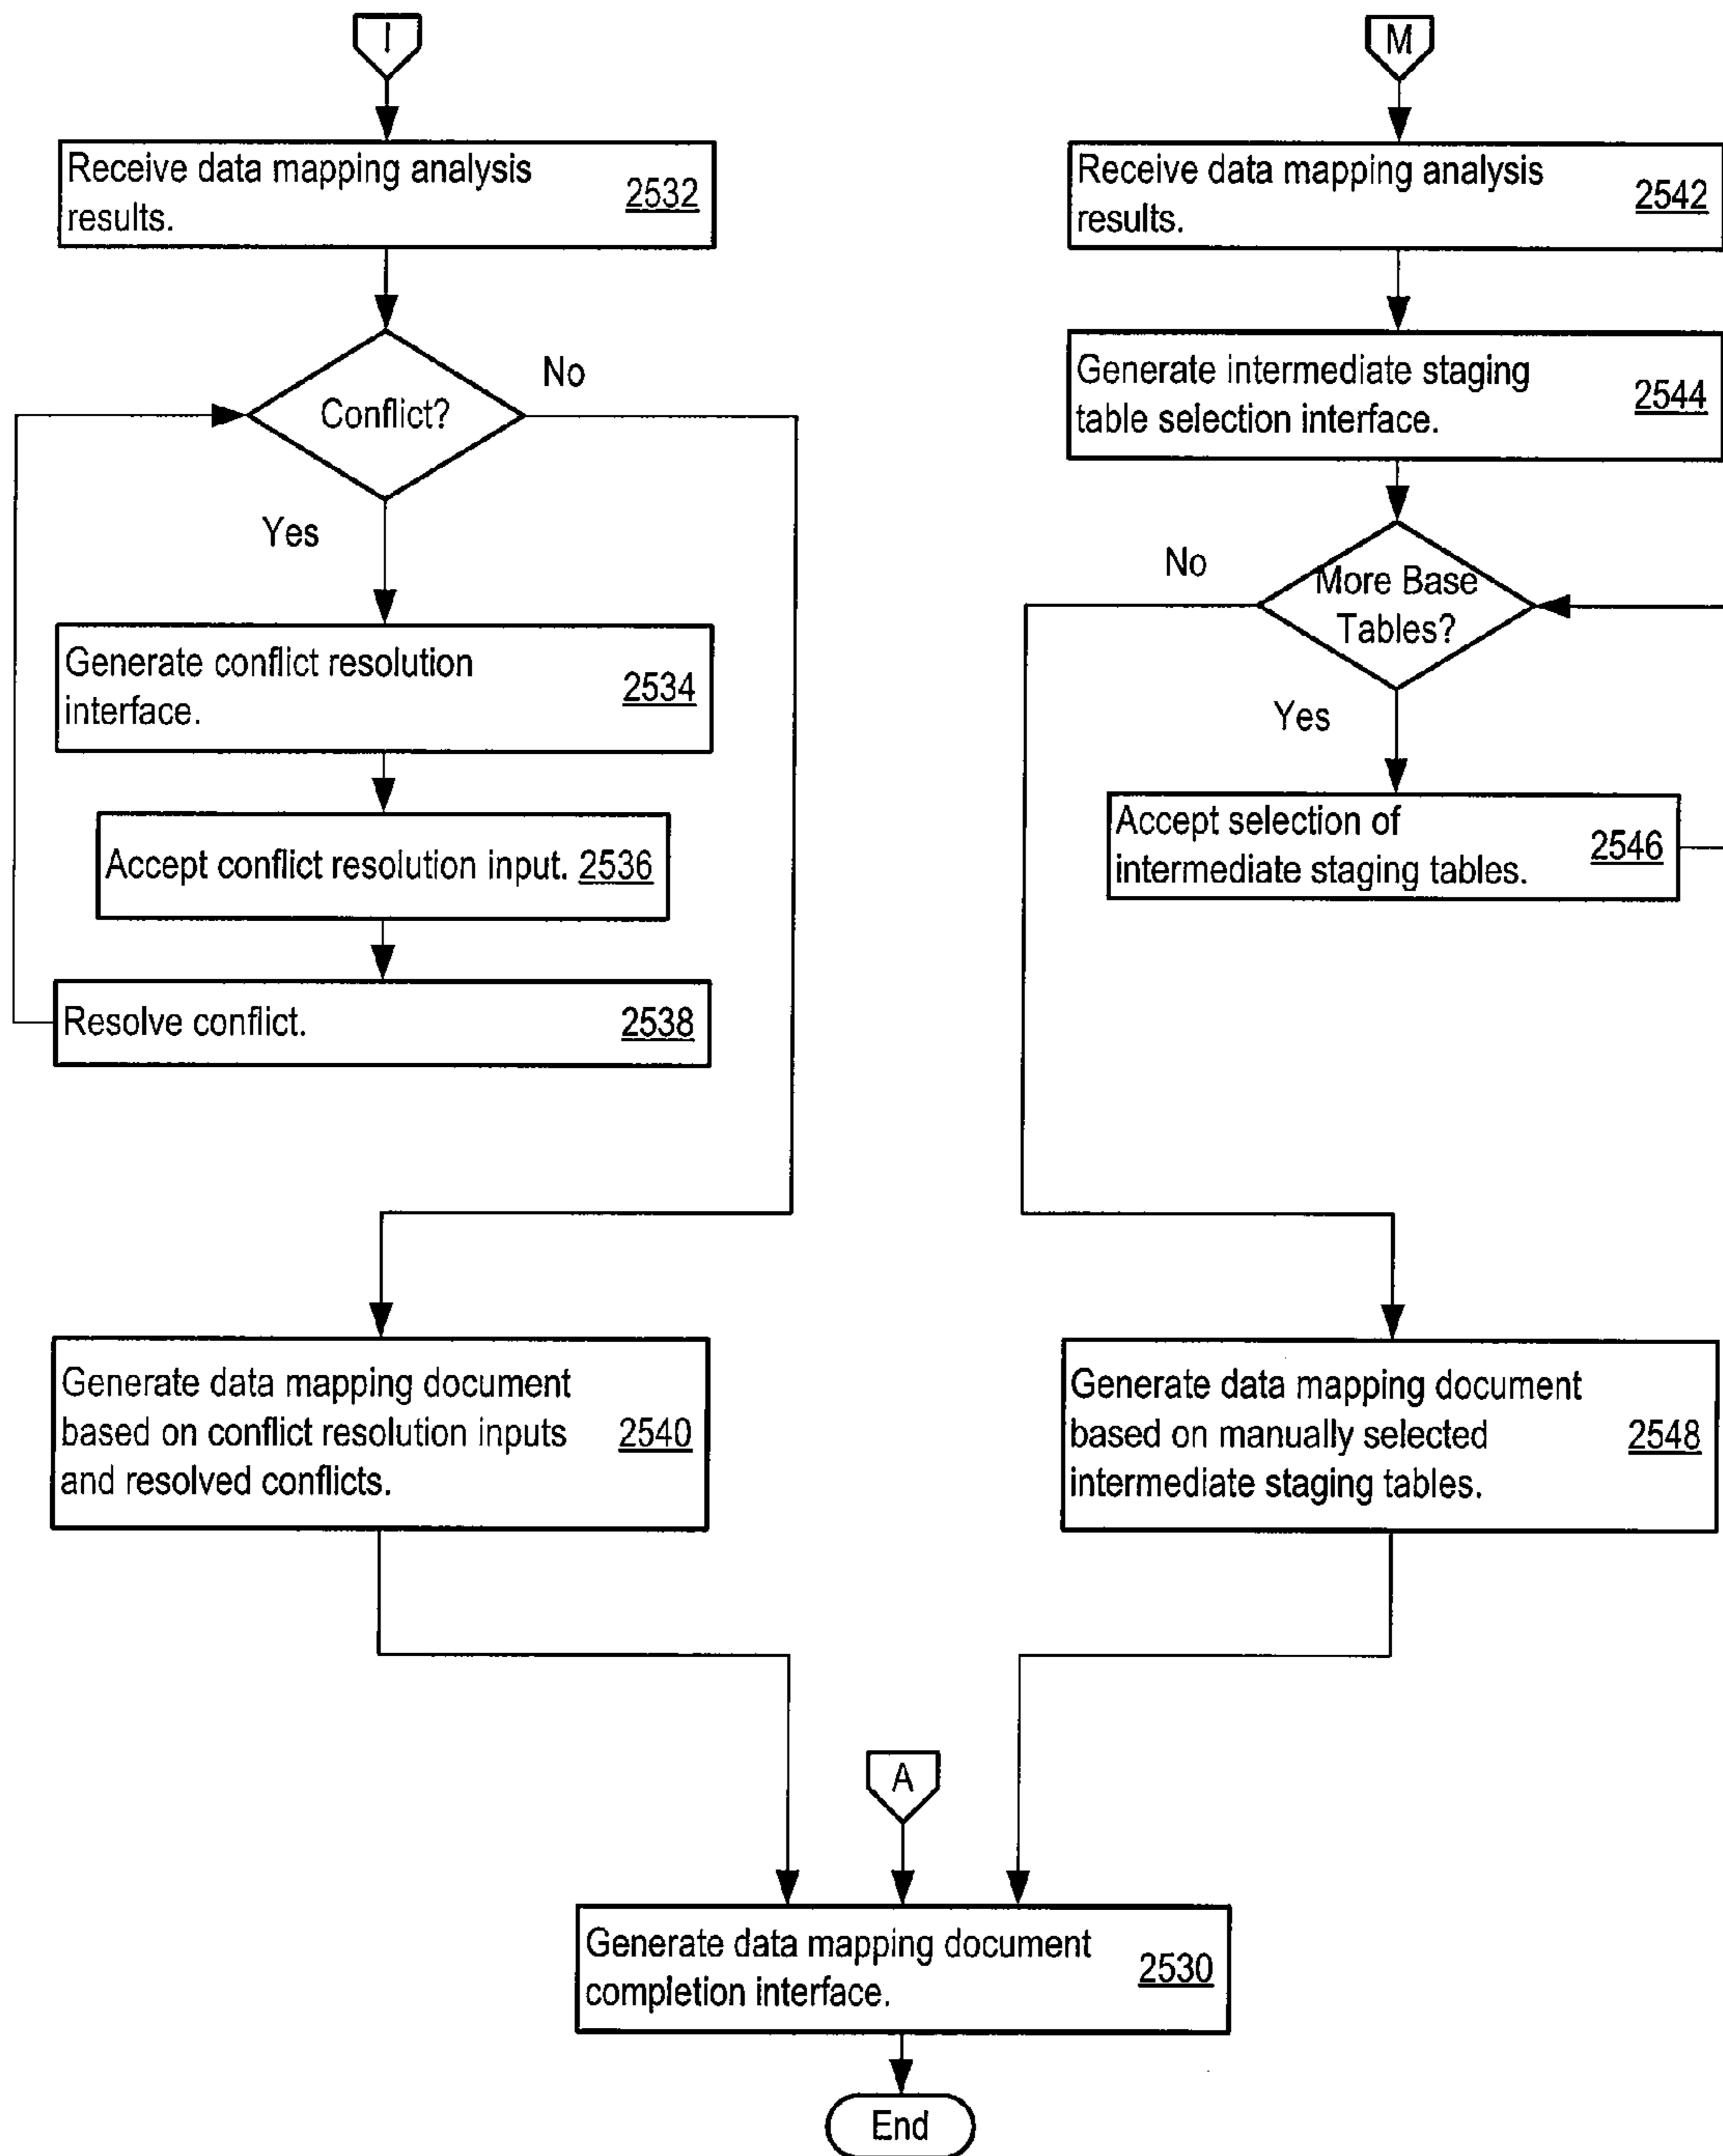 I
Receive data mapping analysis
results.
2532
Conflict?
No
Yes
Generate conflict resolution
interface.
2534
Accept conflict resolution input. 2536
Resolve conflict. 2538
Generate data mapping document
based on conflict resolution inputs
and resolved conflicts.
2540
M
Receive data mapping analysis
results.
2542
Generate intermediate staging
table selection interface.
2544
No
More Base
Tables?
Yes
Accept selection of
intermediate staging tables.
2546
Generate data mapping document
based on manually selected
intermediate staging tables.
2548
A
Generate data mapping document
completion interface.
2530
End